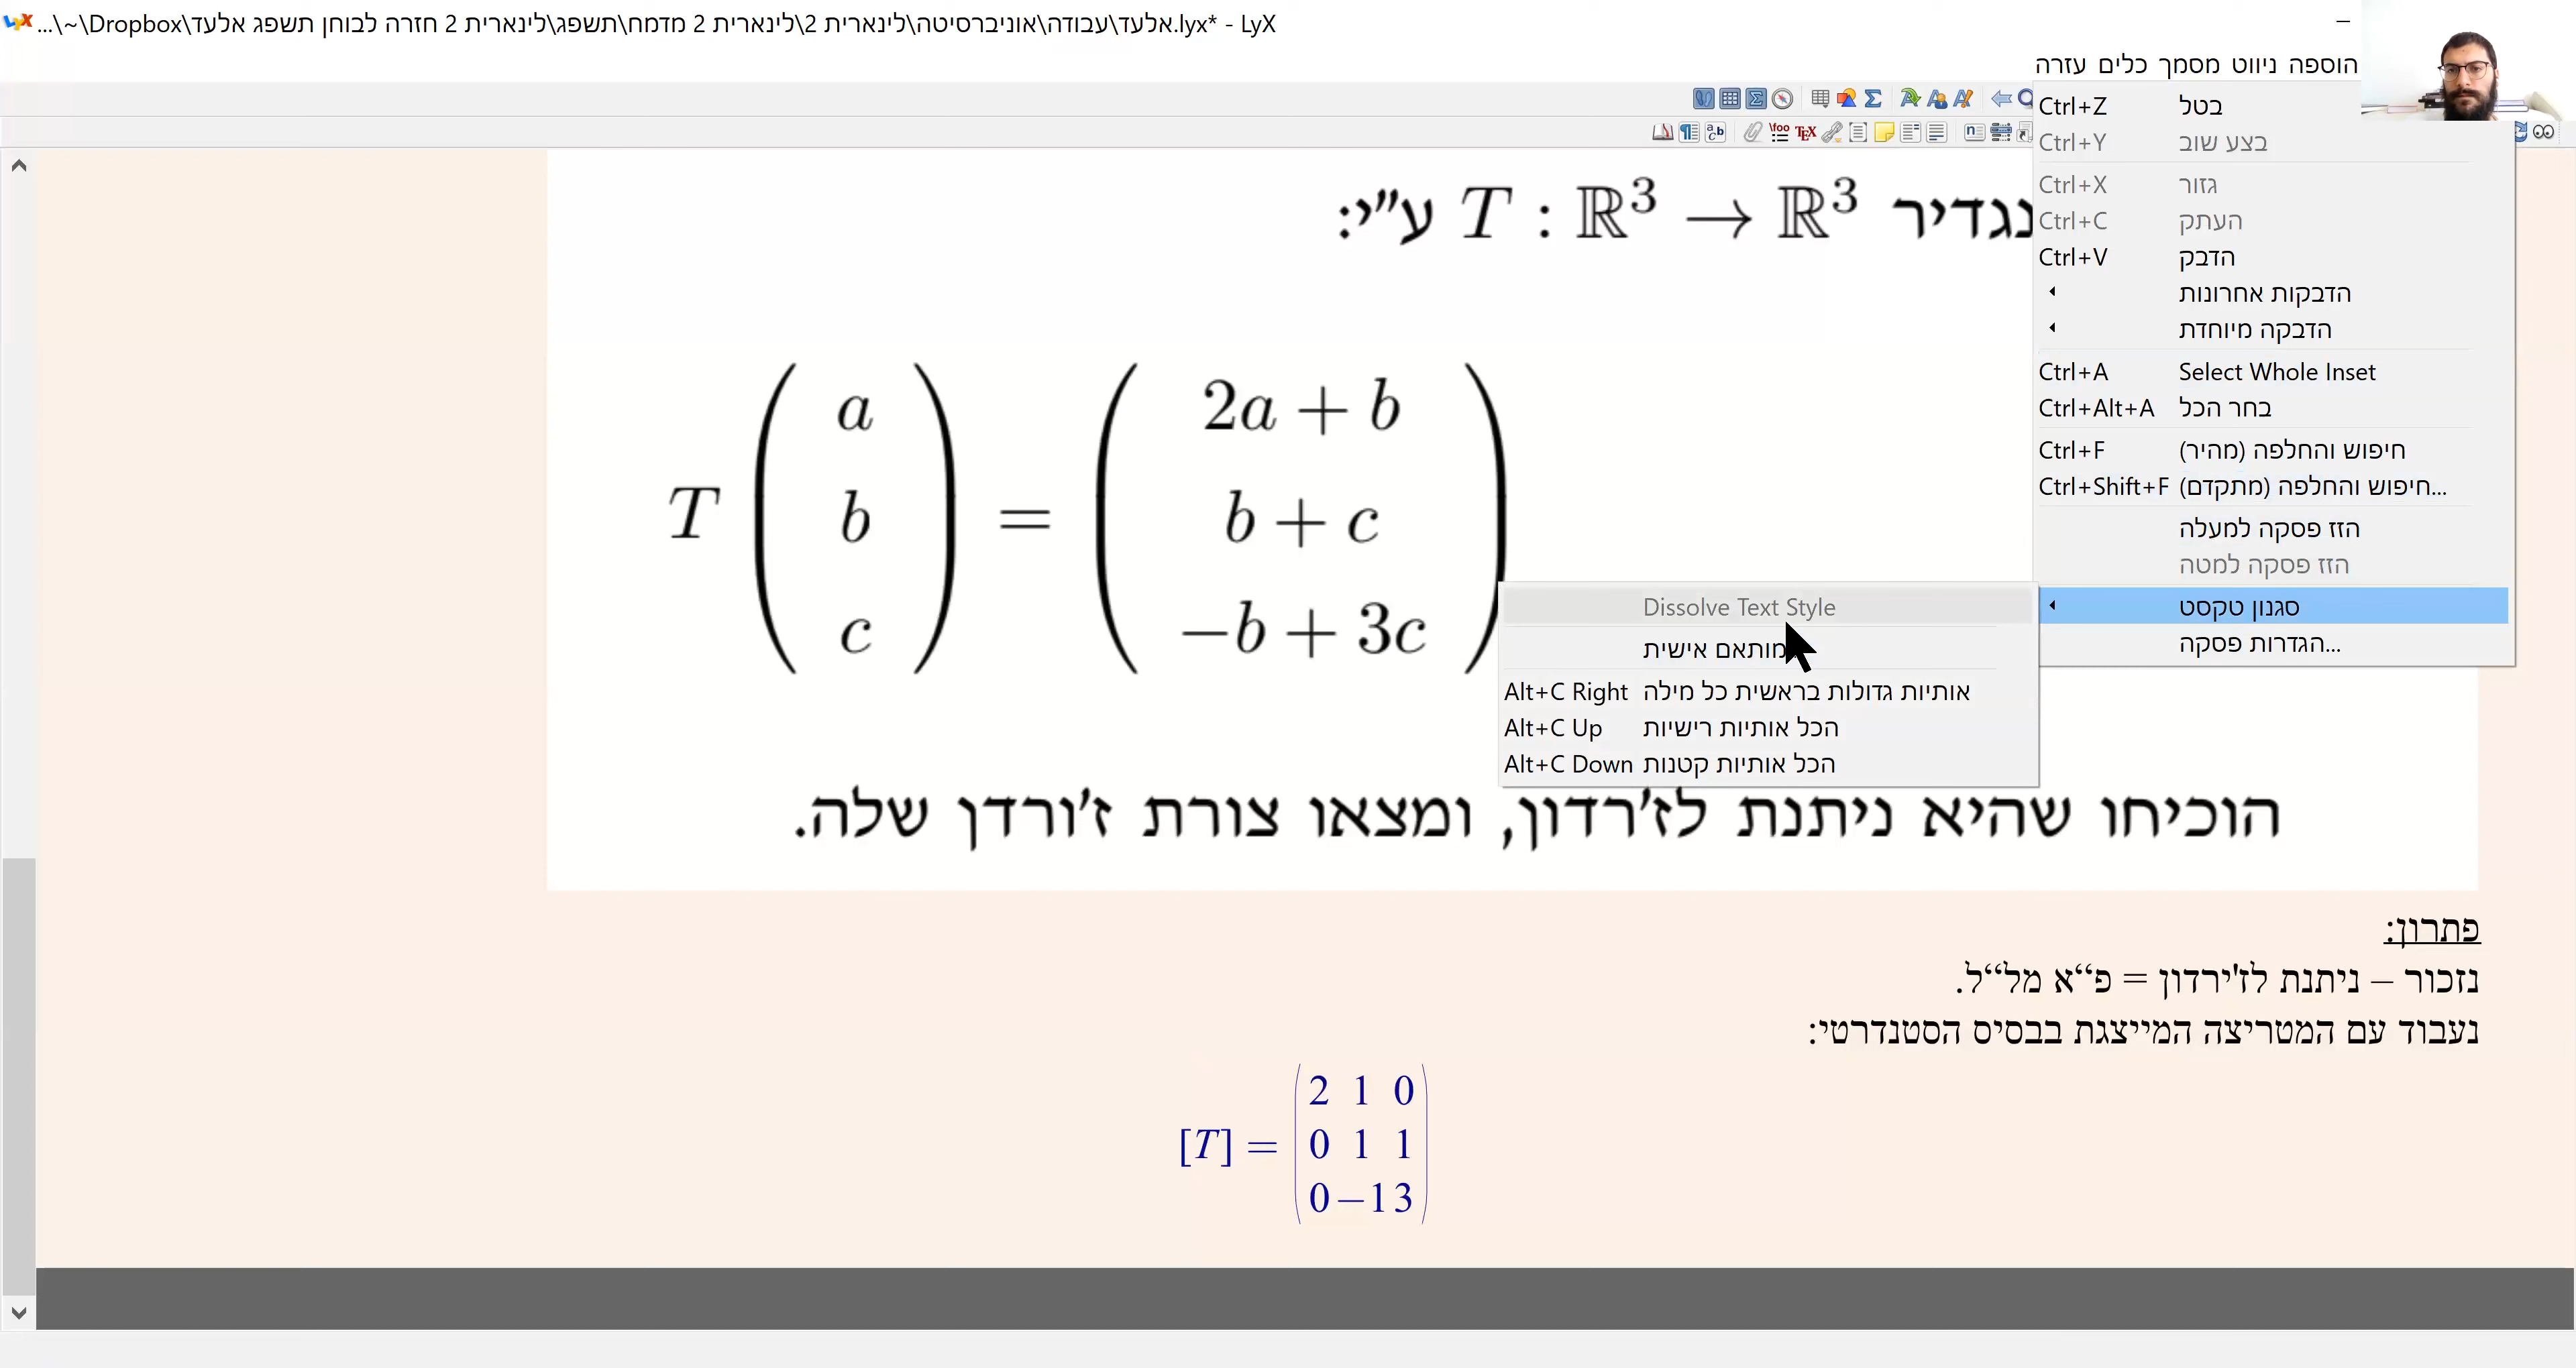 ...\~\Dropbox\אלעד\עבודה\אוניברסיטה\לינארית 2\לינארית 2 מדמח\תשפג\לינארית 2 חזרה לבוחן תשפג אלעד.lyx* - LyX
הוספה ניווט מסמך כלים עזרה
בטל Ctrl+Z
בצע שוב Ctrl+Y
גזור Ctrl+X
העתק Ctrl+C
הדבק Ctrl+V
הדבקות אחרונות
הדבקה מיוחדת
Select Whole Inset Ctrl+A
בחר הכל Ctrl+Alt+A
חיפוש והחלפה (מהיר) Ctrl+F
חיפוש והחלפה (מתקדם)... Ctrl+Shift+F
הזז פסקה למעלה
הזז פסקה למטה
סגנון טקסט
הגדרות פסקה...
Dissolve Text Style
מותאם אישית
אותיות גדולות בראשית כל מילה Alt+C Right
הכל אותיות רישיות Alt+C Up
הכל אותיות קטנות Alt+C Down
נגדיר T : ℝ³ → ℝ³ ע"י:
T ( a b c ) = ( 2a + b b + c −b + 3c )
הוכיחו שהיא ניתנת לז'רדון, ומצאו צורת ז'ורדן שלה.
פתרון:
נזכור – ניתנת לז'ירדון = פ“א מל“ל.
נעבוד עם המטריצה המייצגת בבסיס הסטנדרטי:
2 1 0
[T] = 0 1 1
0 −1 3